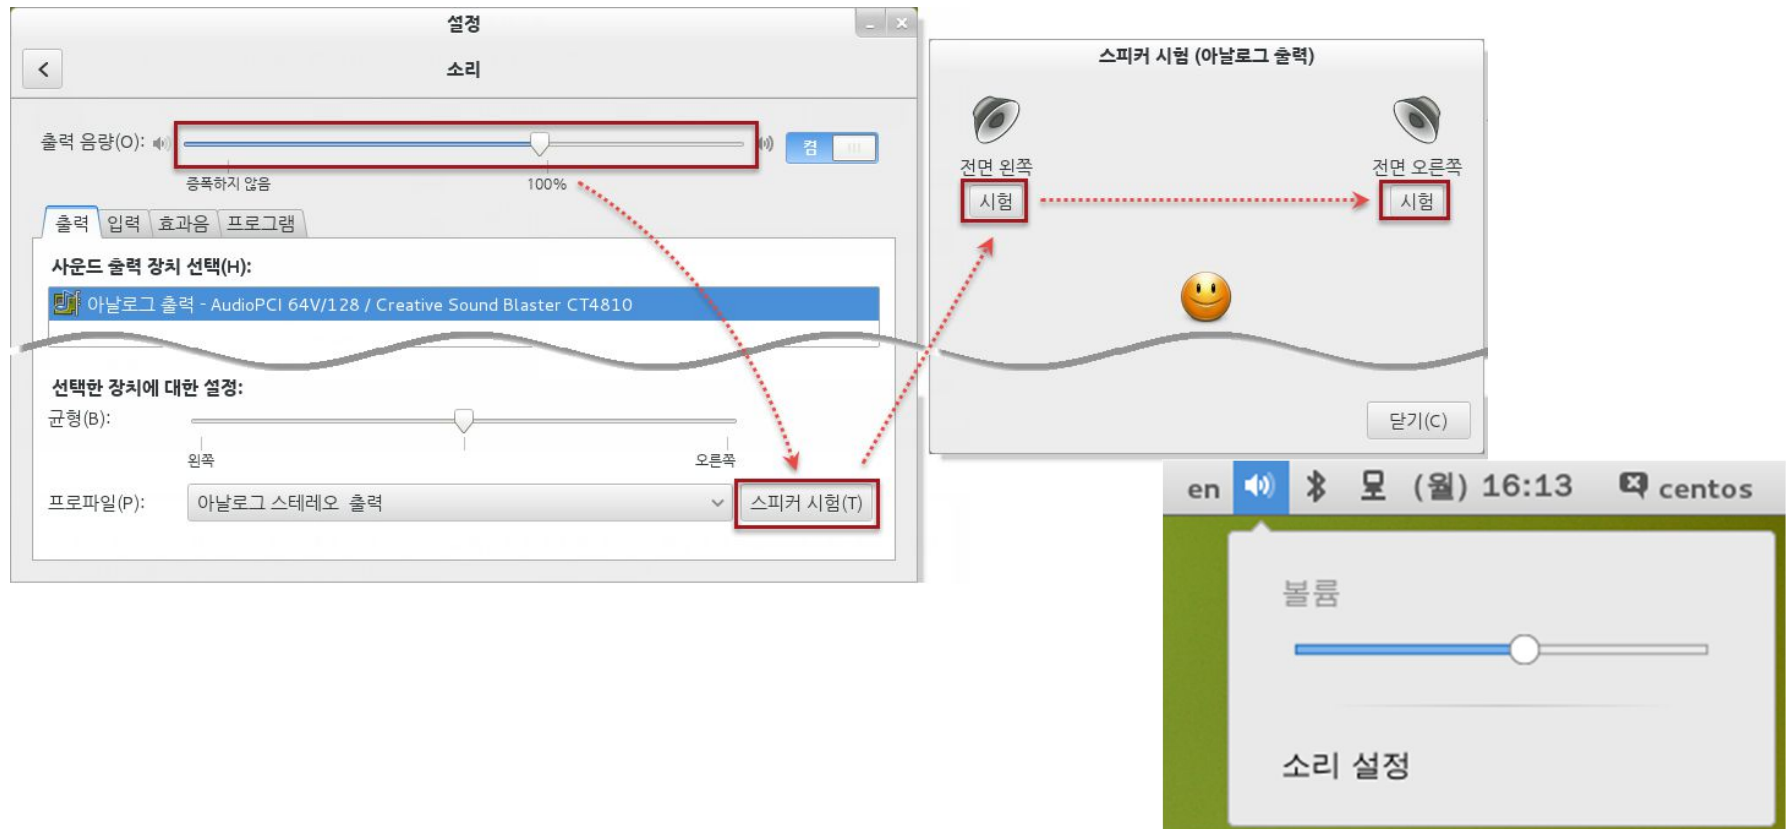 설정
소리
출력 음량(O):
켬
증폭하지 않음
100%
출력
입력
효과음
프로그램
사운드 출력 장치 선택(H):
아날로그 출력 - AudioPCI 64V/128 / Creative Sound Blaster CT4810
선택한 장치에 대한 설정:
균형(B):
왼쪽
오른쪽
프로파일(P):
아날로그 스테레오 출력
스피커 시험(T)
스피커 시험 (아날로그 출력)
전면 왼쪽
전면 오른쪽
시험
시험
닫기(C)
en
(월) 16:13
centos
볼륨
소리 설정